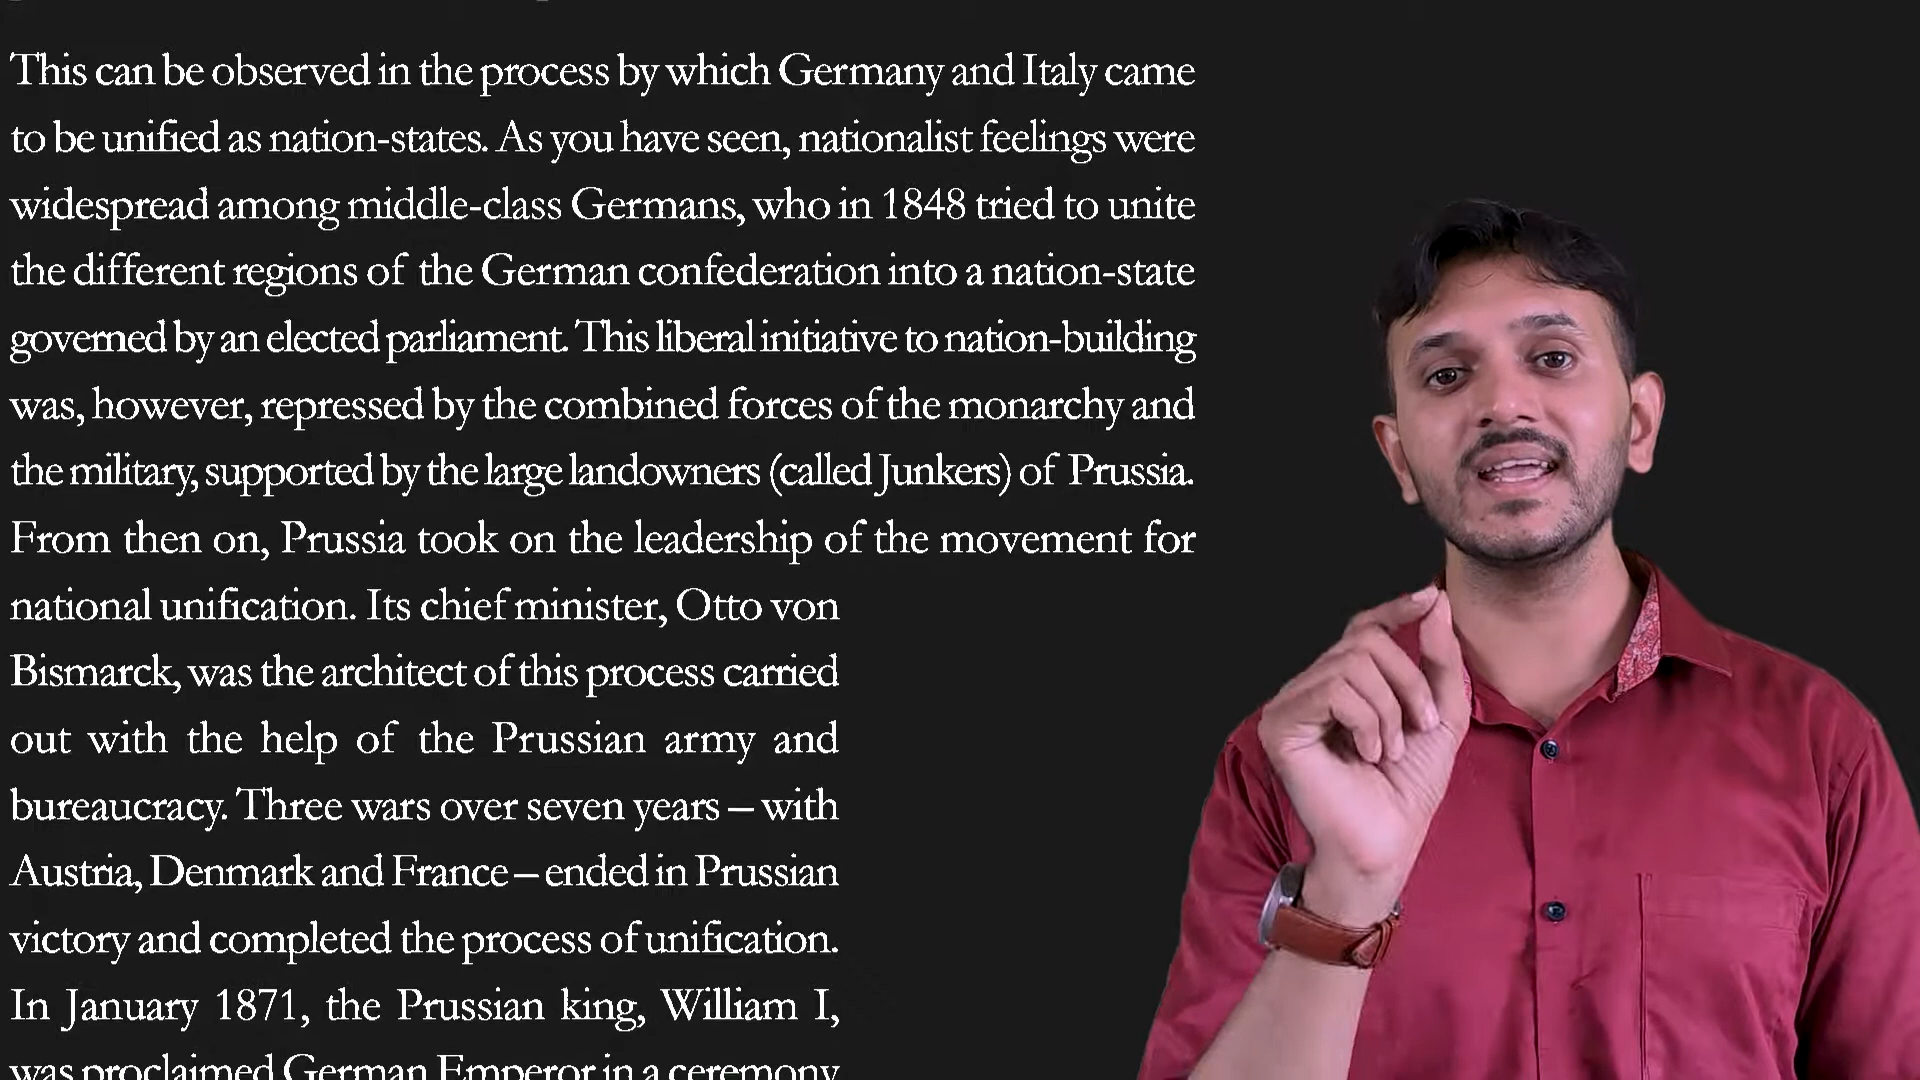 This can be observed in the process by which Germany and Italy came
to be unified as nation-states. As you have seen, nationalist feelings were
widespread among middle-class Germans, who in 1848 tried to unite
the different regions of the German confederation into a nation-state
governed by an elected parliament. This liberal initiative to nation-building
was, however, repressed by the combined forces of the monarchy and
the military, supported by the large landowners (called Junkers) of Prussia.
From then on, Prussia took on the leadership of the movement for
national unification. Its chief minister, Otto von
Bismarck, was the architect of this process carried
out with the help of the Prussian army and
bureaucracy. Three wars over seven years – with
Austria, Denmark and France – ended in Prussian
victory and completed the process of unification.
In January 1871, the Prussian king, William I,
was proclaimed German Emperor in a ceremony